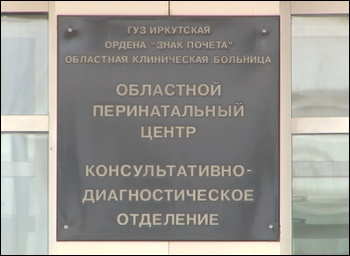 ГУЗ ИРКУТСКАЯ
ОРДЕНА "ЗНАК ПОЧЕТА"
ОБЛАСТНАЯ КЛИНИЧЕСКАЯ БОЛЬНИЦА
ОБЛАСТНОЙ
ПЕРИНАТАЛЬНЫЙ
ЦЕНТР
КОНСУЛЬТАТИВНО-
ДИАГНОСТИЧЕСКОЕ
ОТДЕЛЕНИЕ